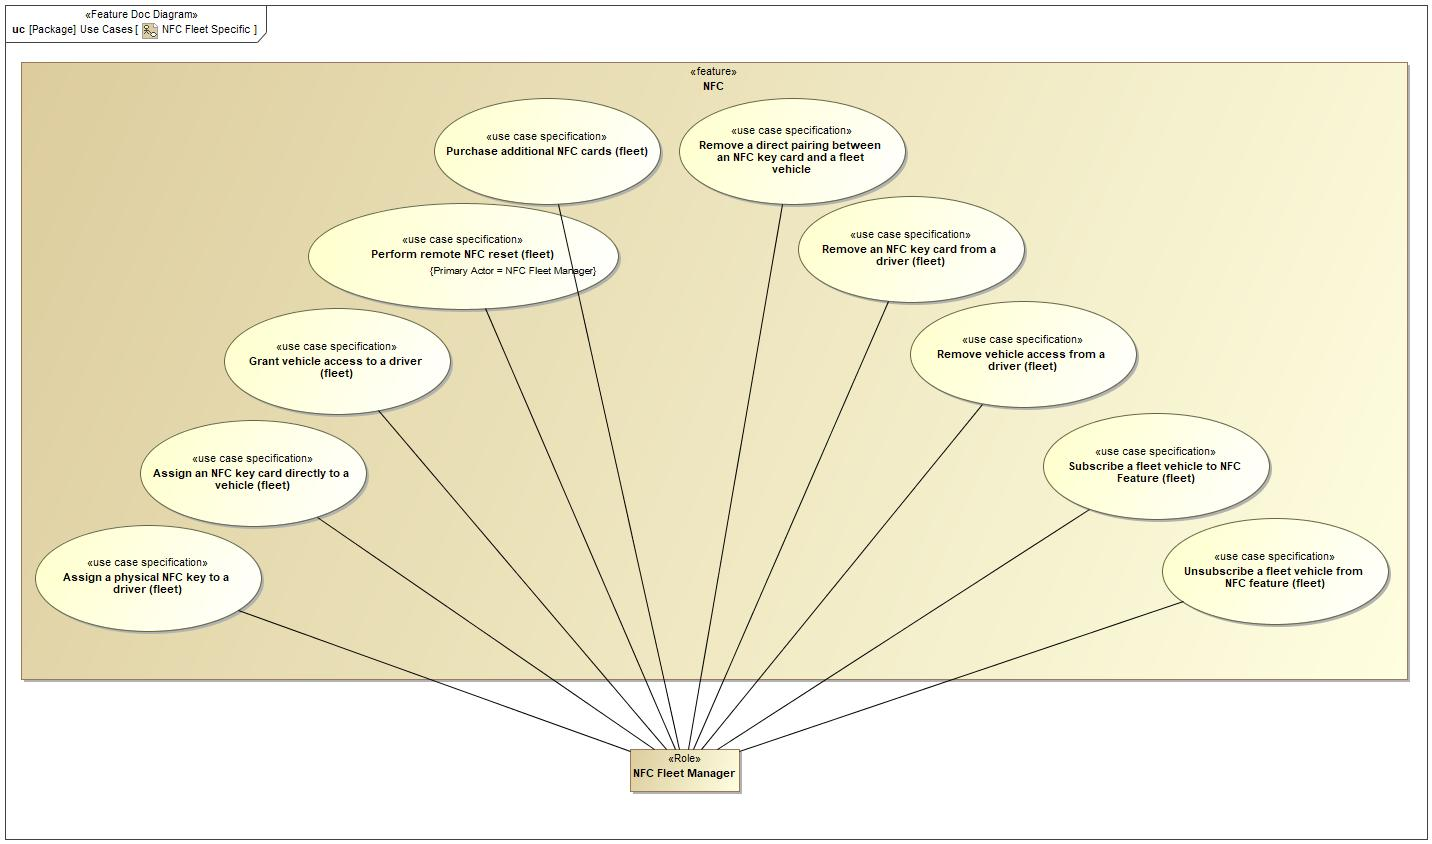 «Feature Doc Diagram»
uc [Package] Use Cases [ NFC Fleet Specific ]
«feature»
NFC
«use case specification»
Purchase additional NFC cards (fleet)
«use case specification»
Remove a direct pairing between
an NFC key card and a fleet
vehicle
«use case specification»
Perform remote NFC reset (fleet)
{Primary Actor = NFC Fleet Manager}
«use case specification»
Remove an NFC key card from a
driver (fleet)
«use case specification»
Grant vehicle access to a driver
(fleet)
«use case specification»
Remove vehicle access from a
driver (fleet)
«use case specification»
Assign an NFC key card directly to a
vehicle (fleet)
«use case specification»
Subscribe a fleet vehicle to NFC
Feature (fleet)
«use case specification»
Assign a physical NFC key to a
driver (fleet)
«use case specification»
Unsubscribe a fleet vehicle from
NFC feature (fleet)
«Role»
NFC Fleet Manager